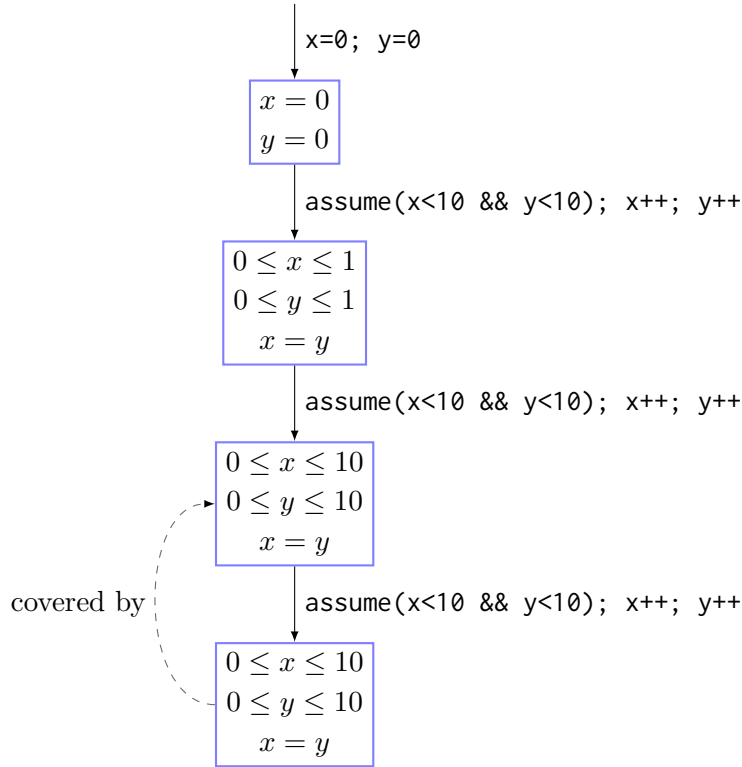 x=0; y=0
x = 0
y = 0
assume(x<10 && y<10); x++; y++
0 ≤ x ≤ 1
0 ≤ y ≤ 1
x = y
assume(x<10 && y<10); x++; y++
0 ≤ x ≤ 10
0 ≤ y ≤ 10
x = y
covered by
assume(x<10 && y<10); x++; y++
0 ≤ x ≤ 10
0 ≤ y ≤ 10
x = y